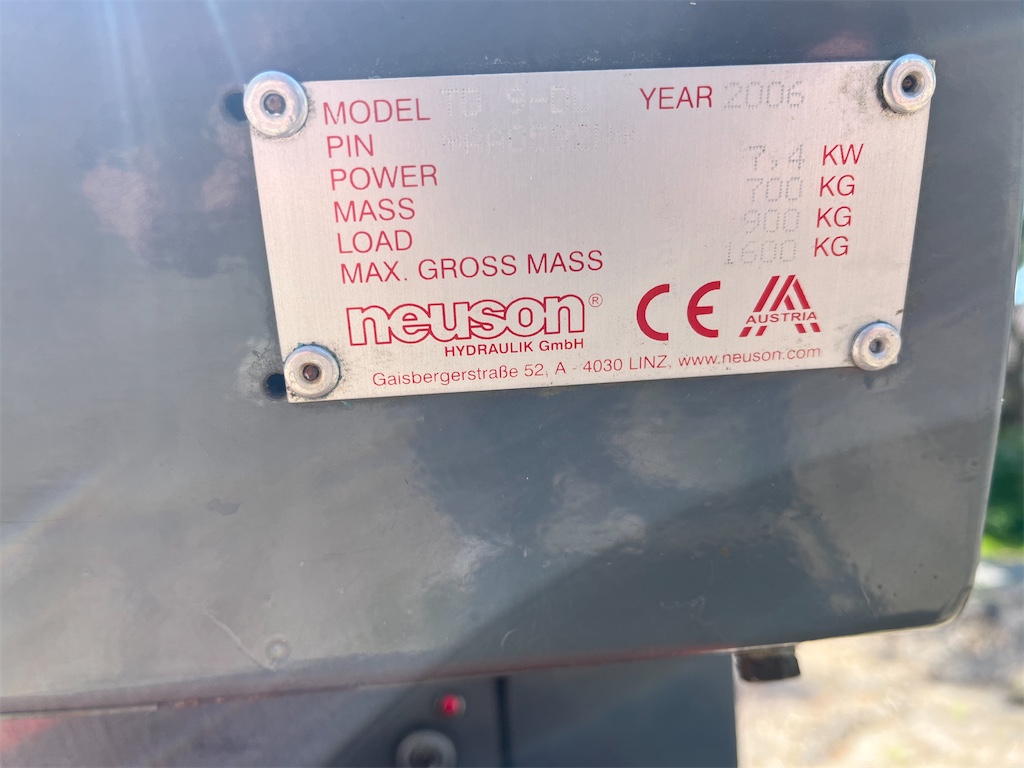 MODEL TD 9-DL YEAR 2006
PIN
POWER 7,4 KW
MASS 700 KG
LOAD 900 KG
MAX. GROSS MASS 1600 KG
neuson® CE AUSTRIA
HYDRAULIK GmbH
Gaisbergerstraße 52, A - 4030 LINZ, www.neuson.com